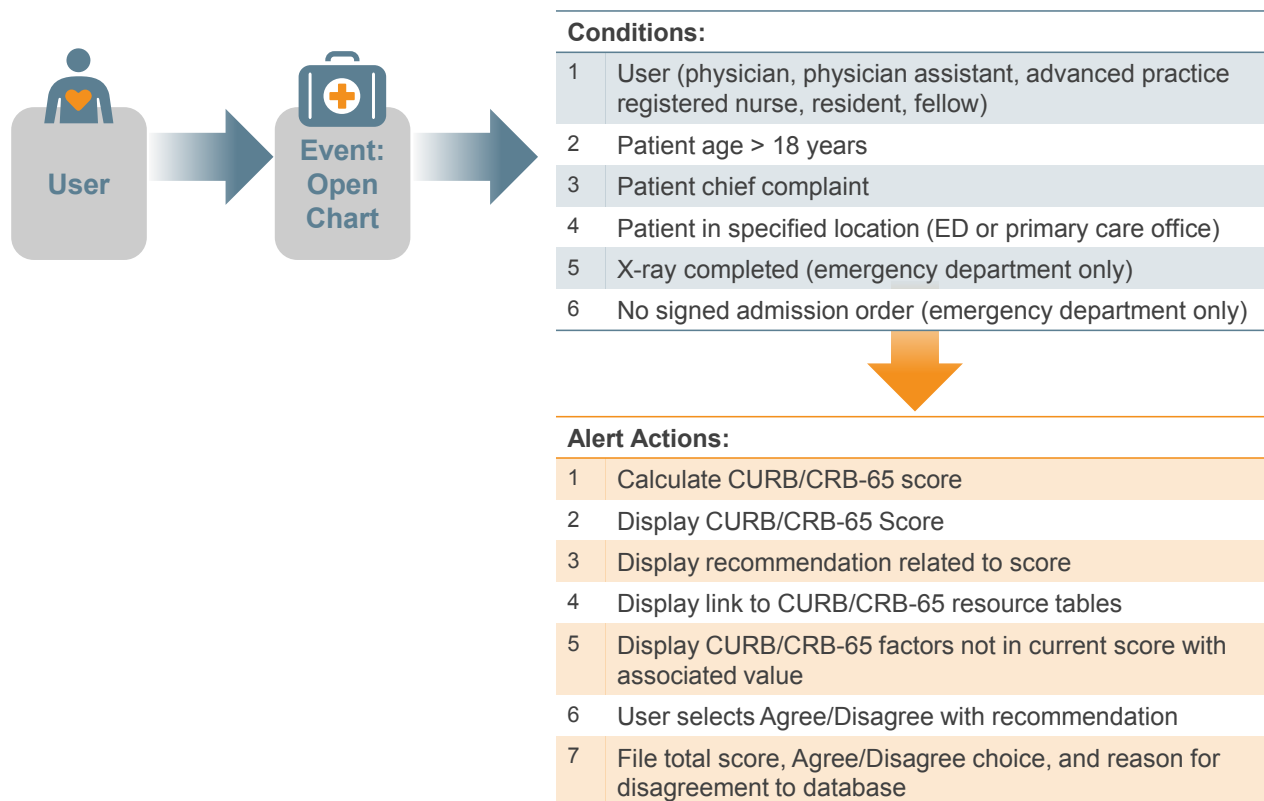 User
Event:
Open
Chart
Conditions:
1 User (physician, physician assistant, advanced practice
registered nurse, resident, fellow)
2 Patient age > 18 years
3 Patient chief complaint
4 Patient in specified location (ED or primary care office)
5 X-ray completed (emergency department only)
6 No signed admission order (emergency department only)
Alert Actions:
1 Calculate CURB/CRB-65 score
2 Display CURB/CRB-65 Score
3 Display recommendation related to score
4 Display link to CURB/CRB-65 resource tables
5 Display CURB/CRB-65 factors not in current score with
associated value
6 User selects Agree/Disagree with recommendation
7 File total score, Agree/Disagree choice, and reason for
disagreement to database